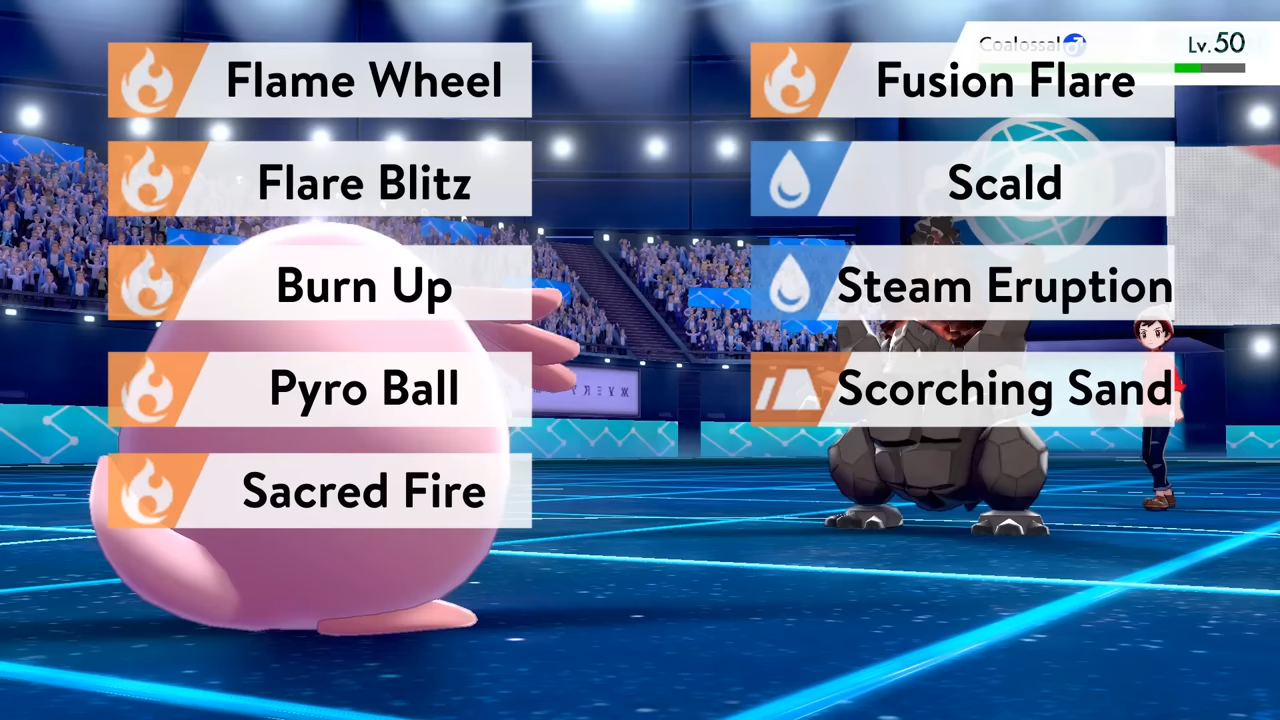 Flame Wheel
Flare Blitz
Burn Up
Pyro Ball
Sacred Fire
Coalossal♂ Lv.50
Fusion Flare
Scald
Steam Eruption
Scorching Sand